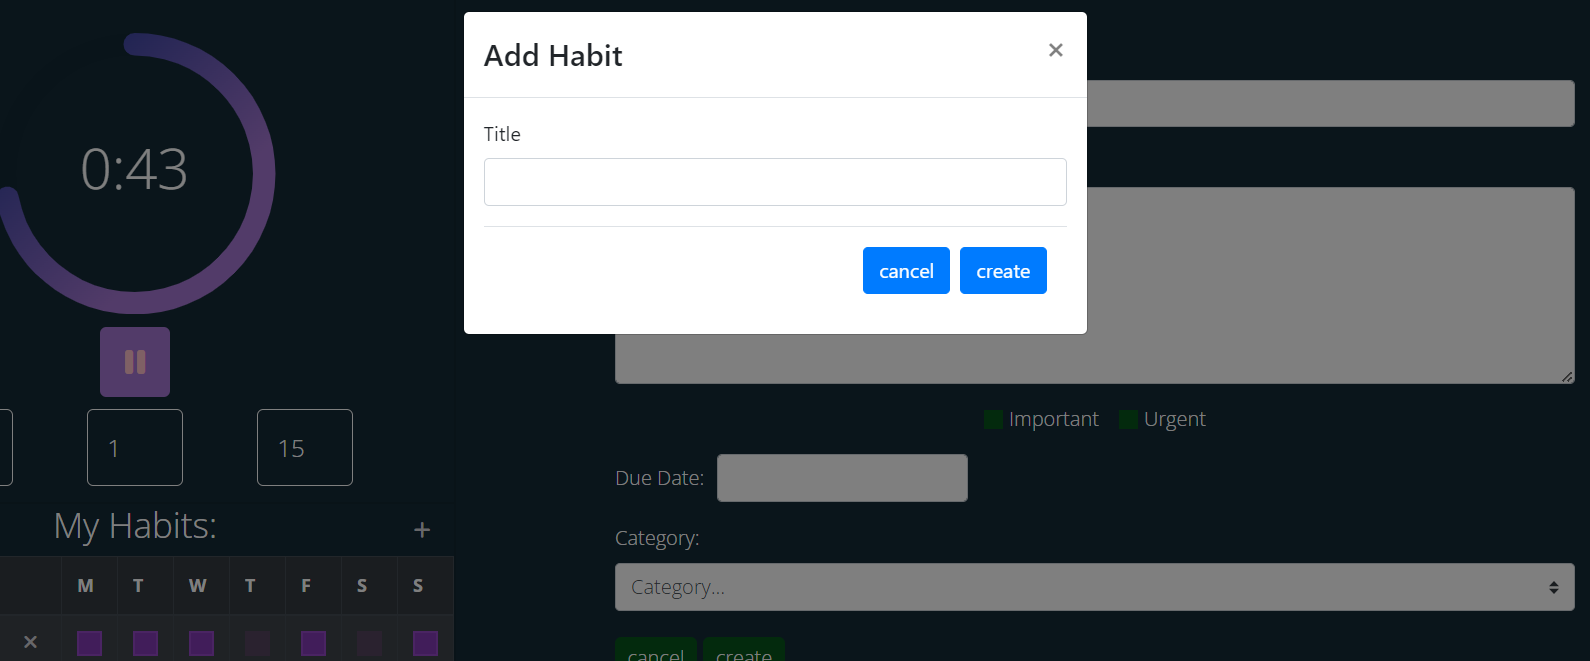 Add Habit
×
Title
cancel create
0:43
1 15
My Habits: +
M T W T F S S
×
Important Urgent
Due Date:
Category:
Category...
cancel create